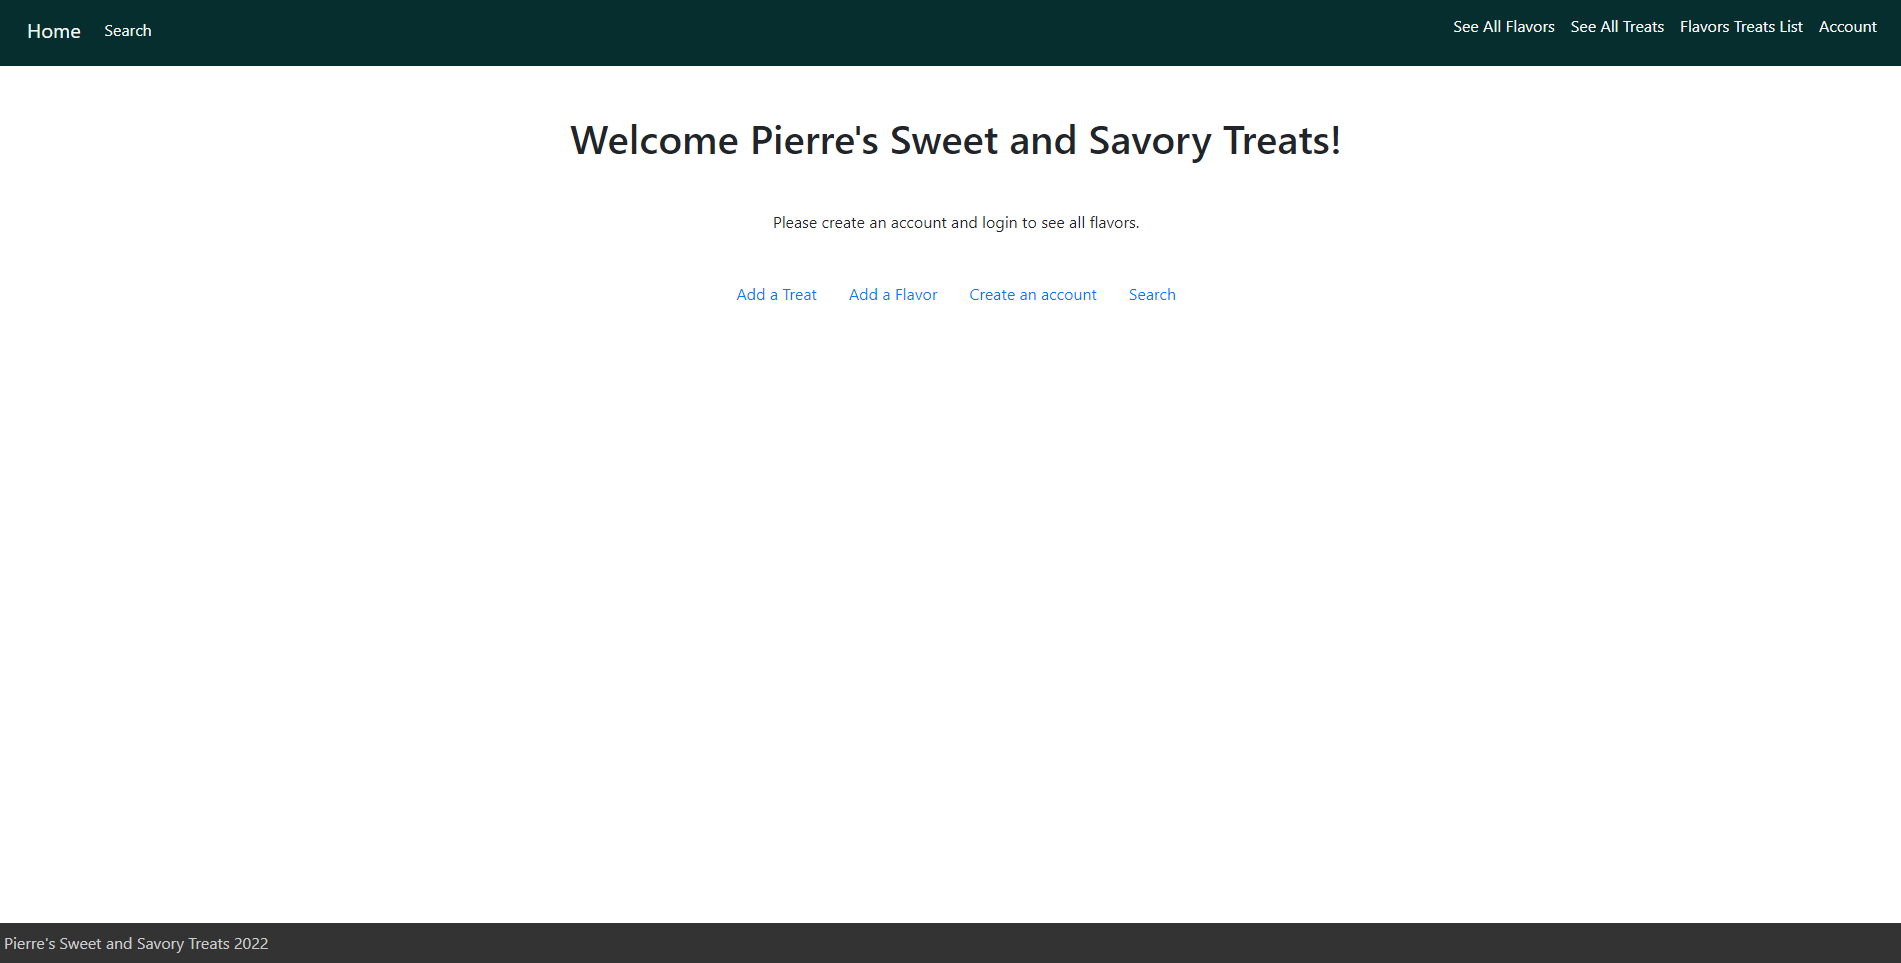 Home Search See All Flavors See All Treats Flavors Treats List Account
Welcome Pierre's Sweet and Savory Treats!
Please create an account and login to see all flavors.
Add a Treat Add a Flavor Create an account Search
Pierre's Sweet and Savory Treats 2022